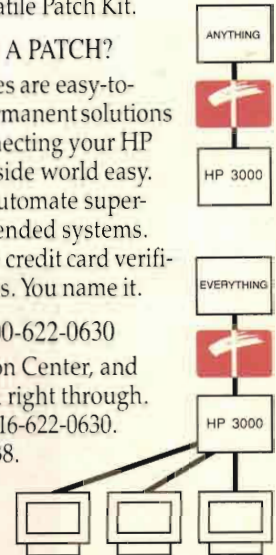 atile Patch Kit.
A PATCH?
es are easy-to-
rmanent solutions
necting your HP
side world easy.
utomate super-
ended systems.
credit card verifi-
s. You name it.
00-622-0630
on Center, and
right through.
16-622-0630.
38.
ANYTHING
HP 3000
EVERYTHING
HP 3000